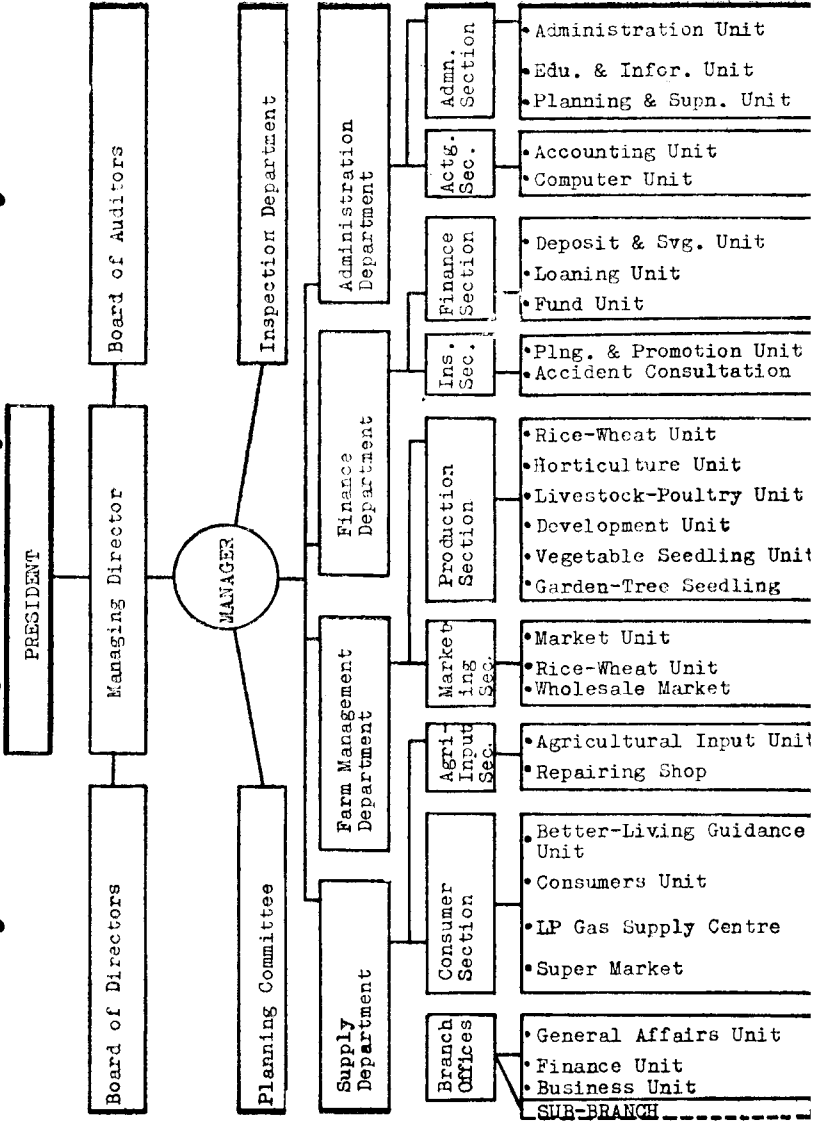 PRESIDENT
Board of Directors
Managing Director
Board of Auditors
Planning Committee
MANAGER
Inspection Department
Administration
Department
Finance
Department
Farm Management
Department
Supply
Department
Admn.
Section
• Administration Unit
• Edu. & Infor. Unit
• Planning & Supn. Unit
Actg.
Sec.
• Accounting Unit
• Computer Unit
Finance
Section
• Deposit & Svg. Unit
• Loaning Unit
• Fund Unit
Ins.
Sec.
• Plng. & Promotion Unit
• Accident Consultation
Production
Section
• Rice-Wheat Unit
• Horticulture Unit
• Livestock-Poultry Unit
• Development Unit
• Vegetable Seedling Unit
• Garden-Tree Seedling
Market
ing
Sec.
• Market Unit
• Rice-Wheat Unit
• Wholesale Market
Agri-
Input
Sec.
• Agricultural Input Unit
• Repairing Shop
Consumer
Section
• Better-Living Guidance
Unit
• Consumers Unit
• LP Gas Supply Centre
• Super Market
Branch
Offices
• General Affairs Unit
• Finance Unit
• Business Unit
SUB-BRANCH